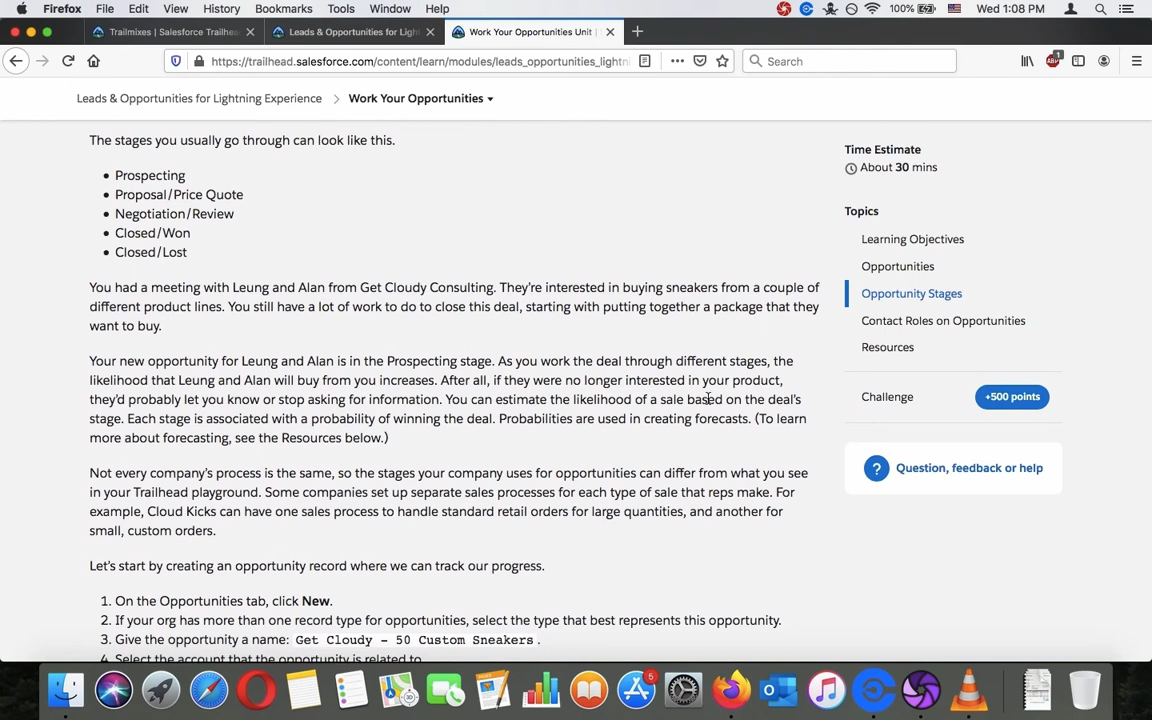 Firefox File Edit View History Bookmarks Tools Window Help 100% Wed 1:08 PM
Trailmixes | Salesforce Trailhea
Leads & Opportunities for Light
Work Your Opportunities Unit |
https://trailhead.salesforce.com/content/learn/modules/leads_opportunities_lightni
Search
Leads & Opportunities for Lightning Experience > Work Your Opportunities
The stages you usually go through can look like this.
• Prospecting
• Proposal/Price Quote
• Negotiation/Review
• Closed/Won
• Closed/Lost
You had a meeting with Leung and Alan from Get Cloudy Consulting. They're interested in buying sneakers from a couple of
different product lines. You still have a lot of work to do to close this deal, starting with putting together a package that they
want to buy.
Your new opportunity for Leung and Alan is in the Prospecting stage. As you work the deal through different stages, the
likelihood that Leung and Alan will buy from you increases. After all, if they were no longer interested in your product,
they'd probably let you know or stop asking for information. You can estimate the likelihood of a sale based on the deal's
stage. Each stage is associated with a probability of winning the deal. Probabilities are used in creating forecasts. (To learn
more about forecasting, see the Resources below.)
Not every company's process is the same, so the stages your company uses for opportunities can differ from what you see
in your Trailhead playground. Some companies set up separate sales processes for each type of sale that reps make. For
example, Cloud Kicks can have one sales process to handle standard retail orders for large quantities, and another for
small, custom orders.
Let's start by creating an opportunity record where we can track our progress.
1. On the Opportunities tab, click New.
2. If your org has more than one record type for opportunities, select the type that best represents this opportunity.
3. Give the opportunity a name: Get Cloudy - 50 Custom Sneakers.
4. Select the account that the opportunity is related to.
Time Estimate
About 30 mins
Topics
Learning Objectives
Opportunities
Opportunity Stages
Contact Roles on Opportunities
Resources
Challenge +500 points
? Question, feedback or help
5